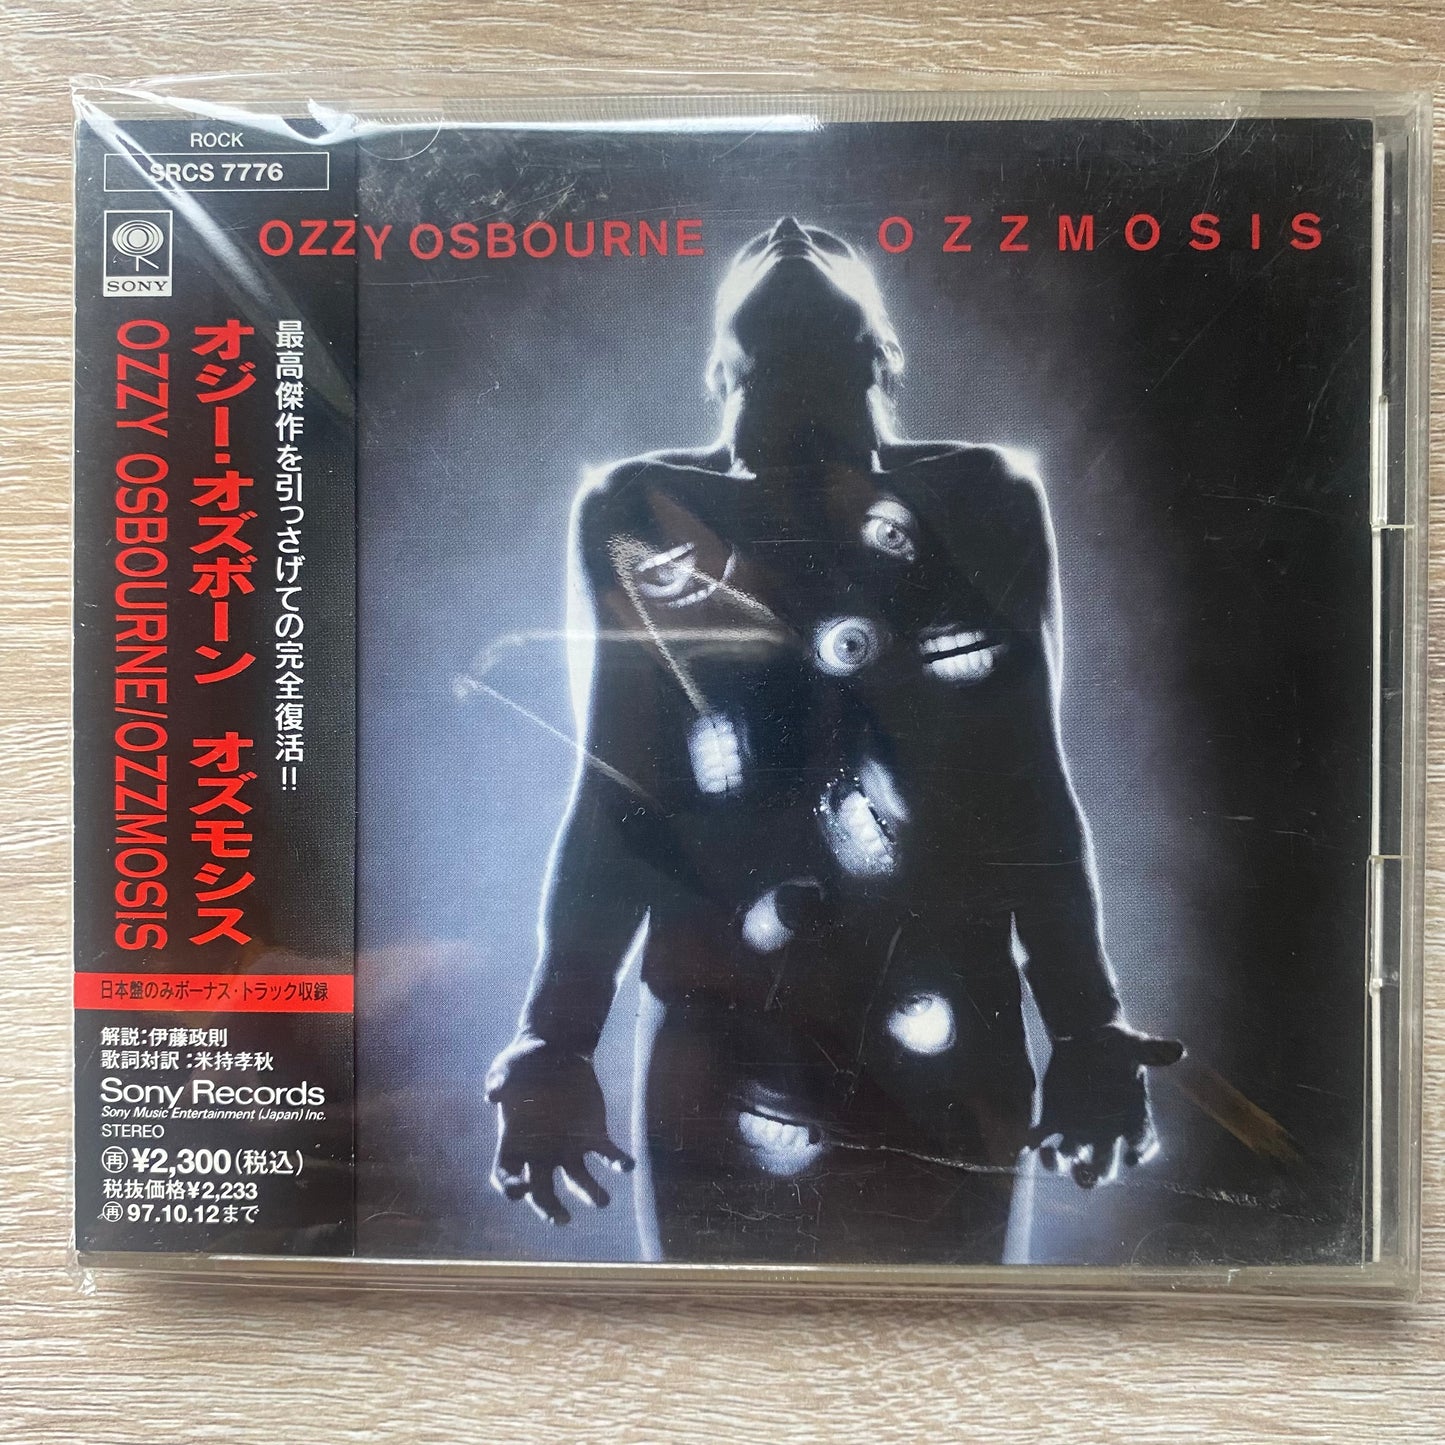 ROCK
SRCS 7776
SONY
OZZY OSBOURNE
OZZMOSIS
最高傑作を引っさげての完全復活!!
オジー・オズボーン オズモシス
OZZY OSBOURNE/OZZMOSIS
日本盤のみボーナス・トラック収録
解説:伊藤政則
歌詞対訳:米持孝秋
Sony Records
Sony Music Entertainment (Japan) Inc.
STEREO
再 ¥2,300(税込)
税抜価格¥2,233
再 97.10.12まで